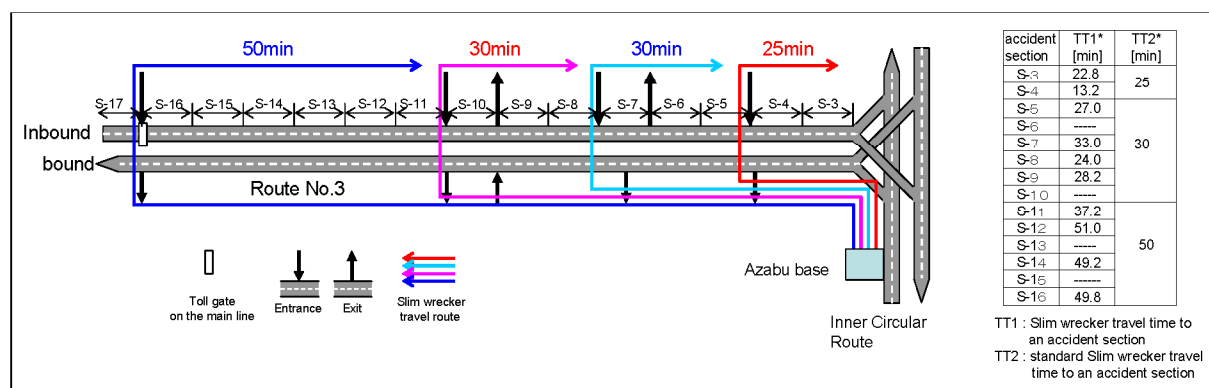 50min
30min
30min
25min
S-17
S-16
S-15
S-14
S-13
S-12
S-11
S-10
S-9
S-8
S-7
S-6
S-5
S-4
S-3
Inbound
bound
Route No.3
Azabu base
Toll gate
on the main line
Entrance
Exit
Slim wrecker
travel route
Inner Circular
Route
accident section TT1* [min] TT2* [min]
S-3 22.8 25
S-4 13.2
S-5 27.0 30
S-6 -----
S-7 33.0
S-8 24.0
S-9 28.2
S-10 -----
S-11 37.2 50
S-12 51.0
S-13 -----
S-14 49.2
S-15 ------
S-16 49.8
TT1 : Slim wrecker travel time to
an accident section
TT2 : standard Slim wrecker travel
time to an accident section